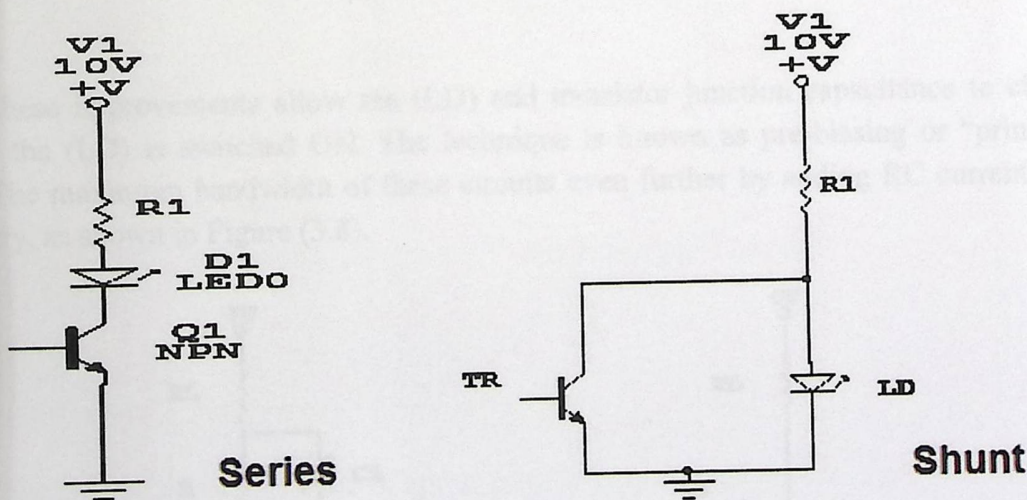 V1
10V
+V
R1
D1
LED0
Q1
NPN
Series
V1
10V
+V
R1
TR
LD
Shunt